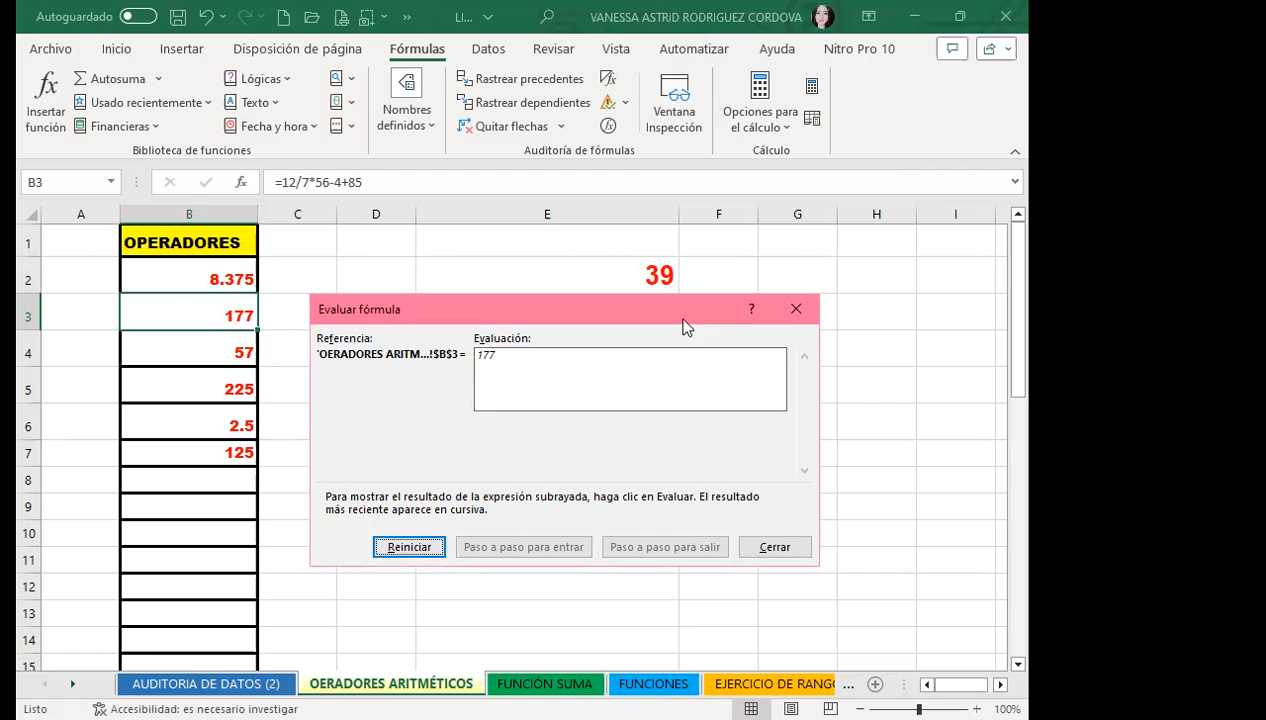 Autoguardado
LI...
VANESSA ASTRID RODRIGUEZ CORDOVA
Archivo Inicio Insertar Disposición de página Fórmulas Datos Revisar Vista Automatizar Ayuda Nitro Pro 10
Insertar función
Autosuma
Usado recientemente
Financieras
Lógicas
Texto
Fecha y hora
Biblioteca de funciones
Nombres definidos
Rastrear precedentes
Rastrear dependientes
Quitar flechas
Auditoría de fórmulas
Ventana Inspección
Opciones para el cálculo
Cálculo
B3 fx =12/7*56-4+85
A B C D E F G H I
1 OPERADORES
2 8.375 39
3 177
4 57
5 225
6 2.5
7 125
8
9
10
11
12
13
14
15
Evaluar fórmula ?
Referencia: Evaluación:
'OERADORES ARITM...!$B$3 = 177
Para mostrar el resultado de la expresión subrayada, haga clic en Evaluar. El resultado
más reciente aparece en cursiva.
Reiniciar Paso a paso para entrar Paso a paso para salir Cerrar
AUDITORIA DE DATOS (2) OERADORES ARITMÉTICOS FUNCIÓN SUMA FUNCIONES EJERCICIO DE RANGO ...
Listo Accesibilidad: es necesario investigar 100%